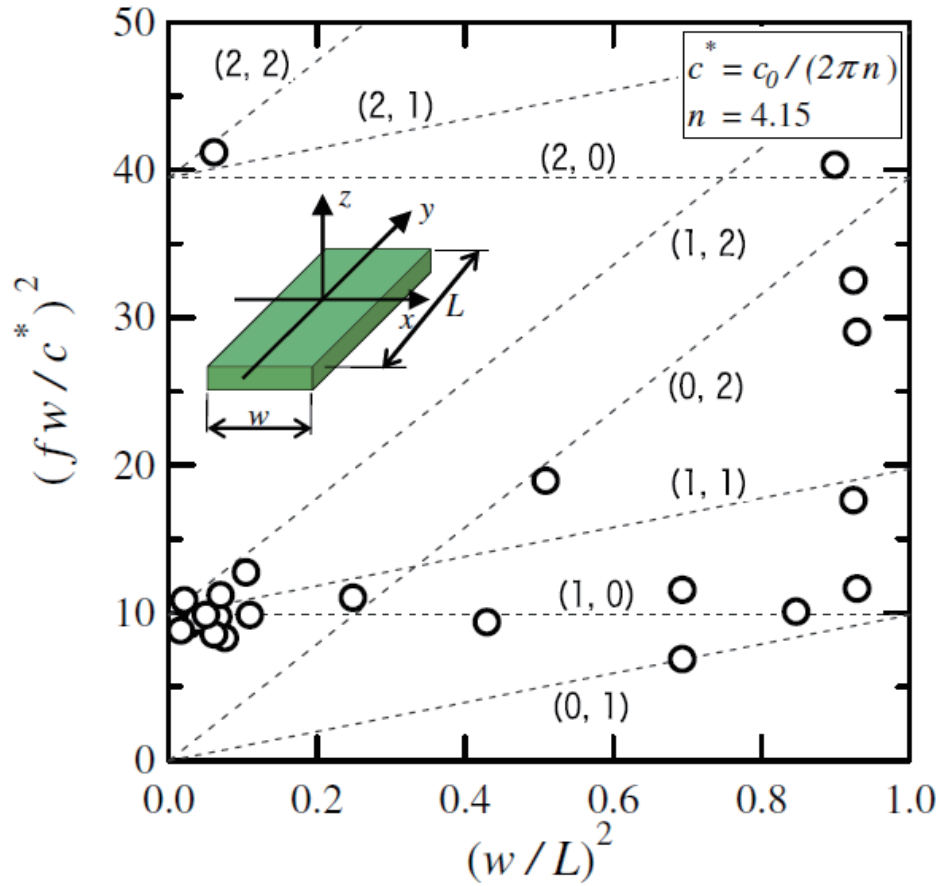 50
40
30
20
10
0
(f w / c*)²
0.0 0.2 0.4 0.6 0.8 1.0
(w / L)²
c* = c₀ / (2πn)
n = 4.15
(2, 2)
(2, 1)
(2, 0)
(1, 2)
(0, 2)
(1, 1)
(1, 0)
(0, 1)
z
y
x
L
w